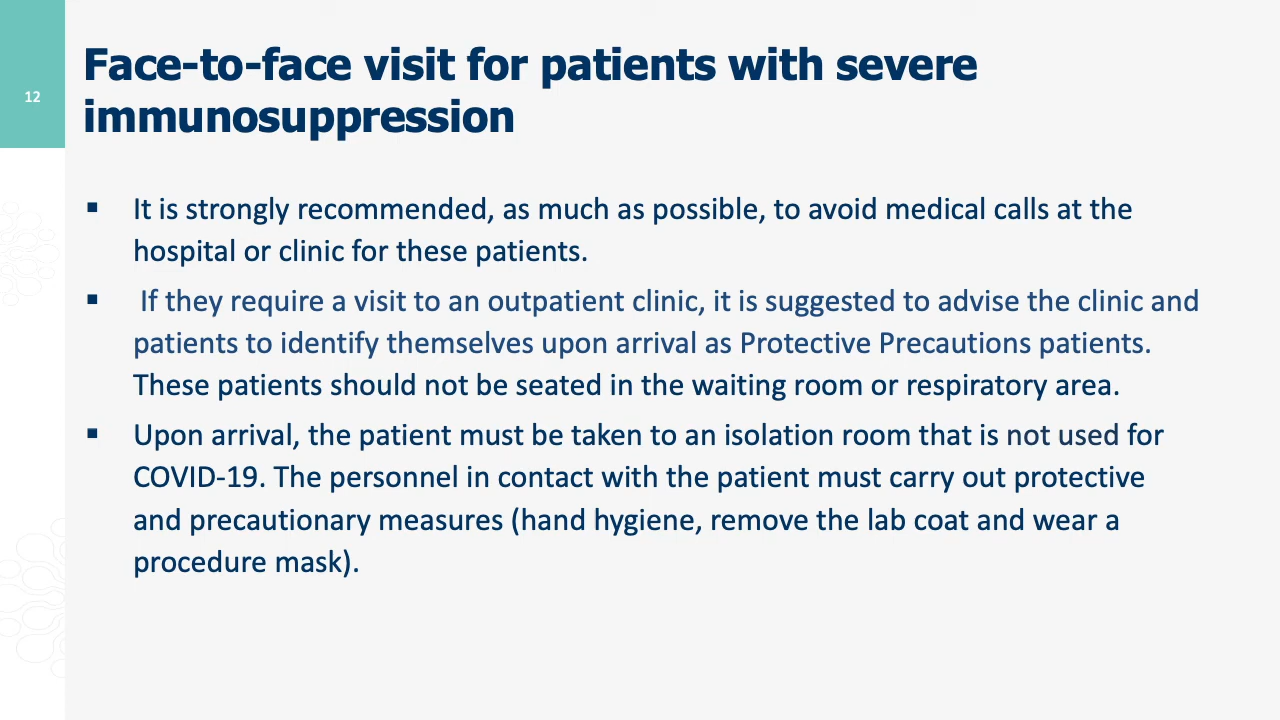 12
Face-to-face visit for patients with severe
immunosuppression
▪ It is strongly recommended, as much as possible, to avoid medical calls at the
hospital or clinic for these patients.
▪ If they require a visit to an outpatient clinic, it is suggested to advise the clinic and
patients to identify themselves upon arrival as Protective Precautions patients.
These patients should not be seated in the waiting room or respiratory area.
▪ Upon arrival, the patient must be taken to an isolation room that is not used for
COVID-19. The personnel in contact with the patient must carry out protective
and precautionary measures (hand hygiene, remove the lab coat and wear a
procedure mask).